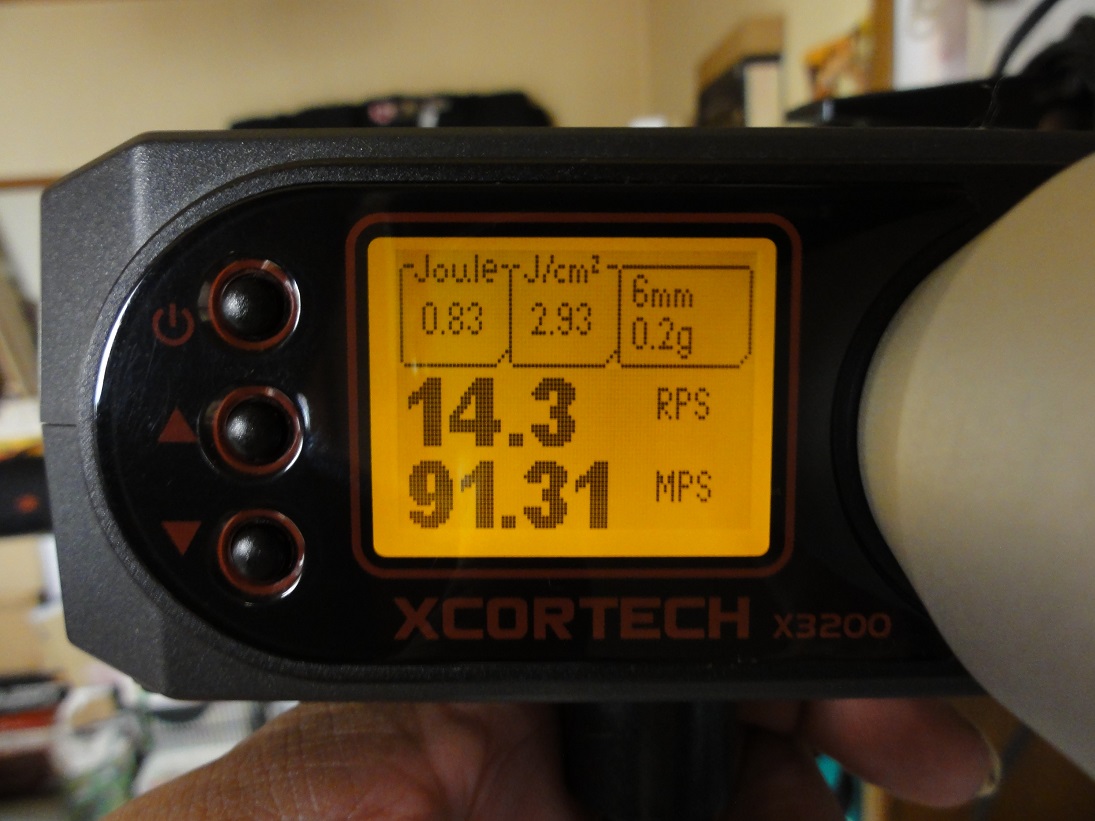 Joule J/cm² 6mm
0.83 2.93 0.2g
14.3 RPS
91.31 MPS
XCORTECH X3200